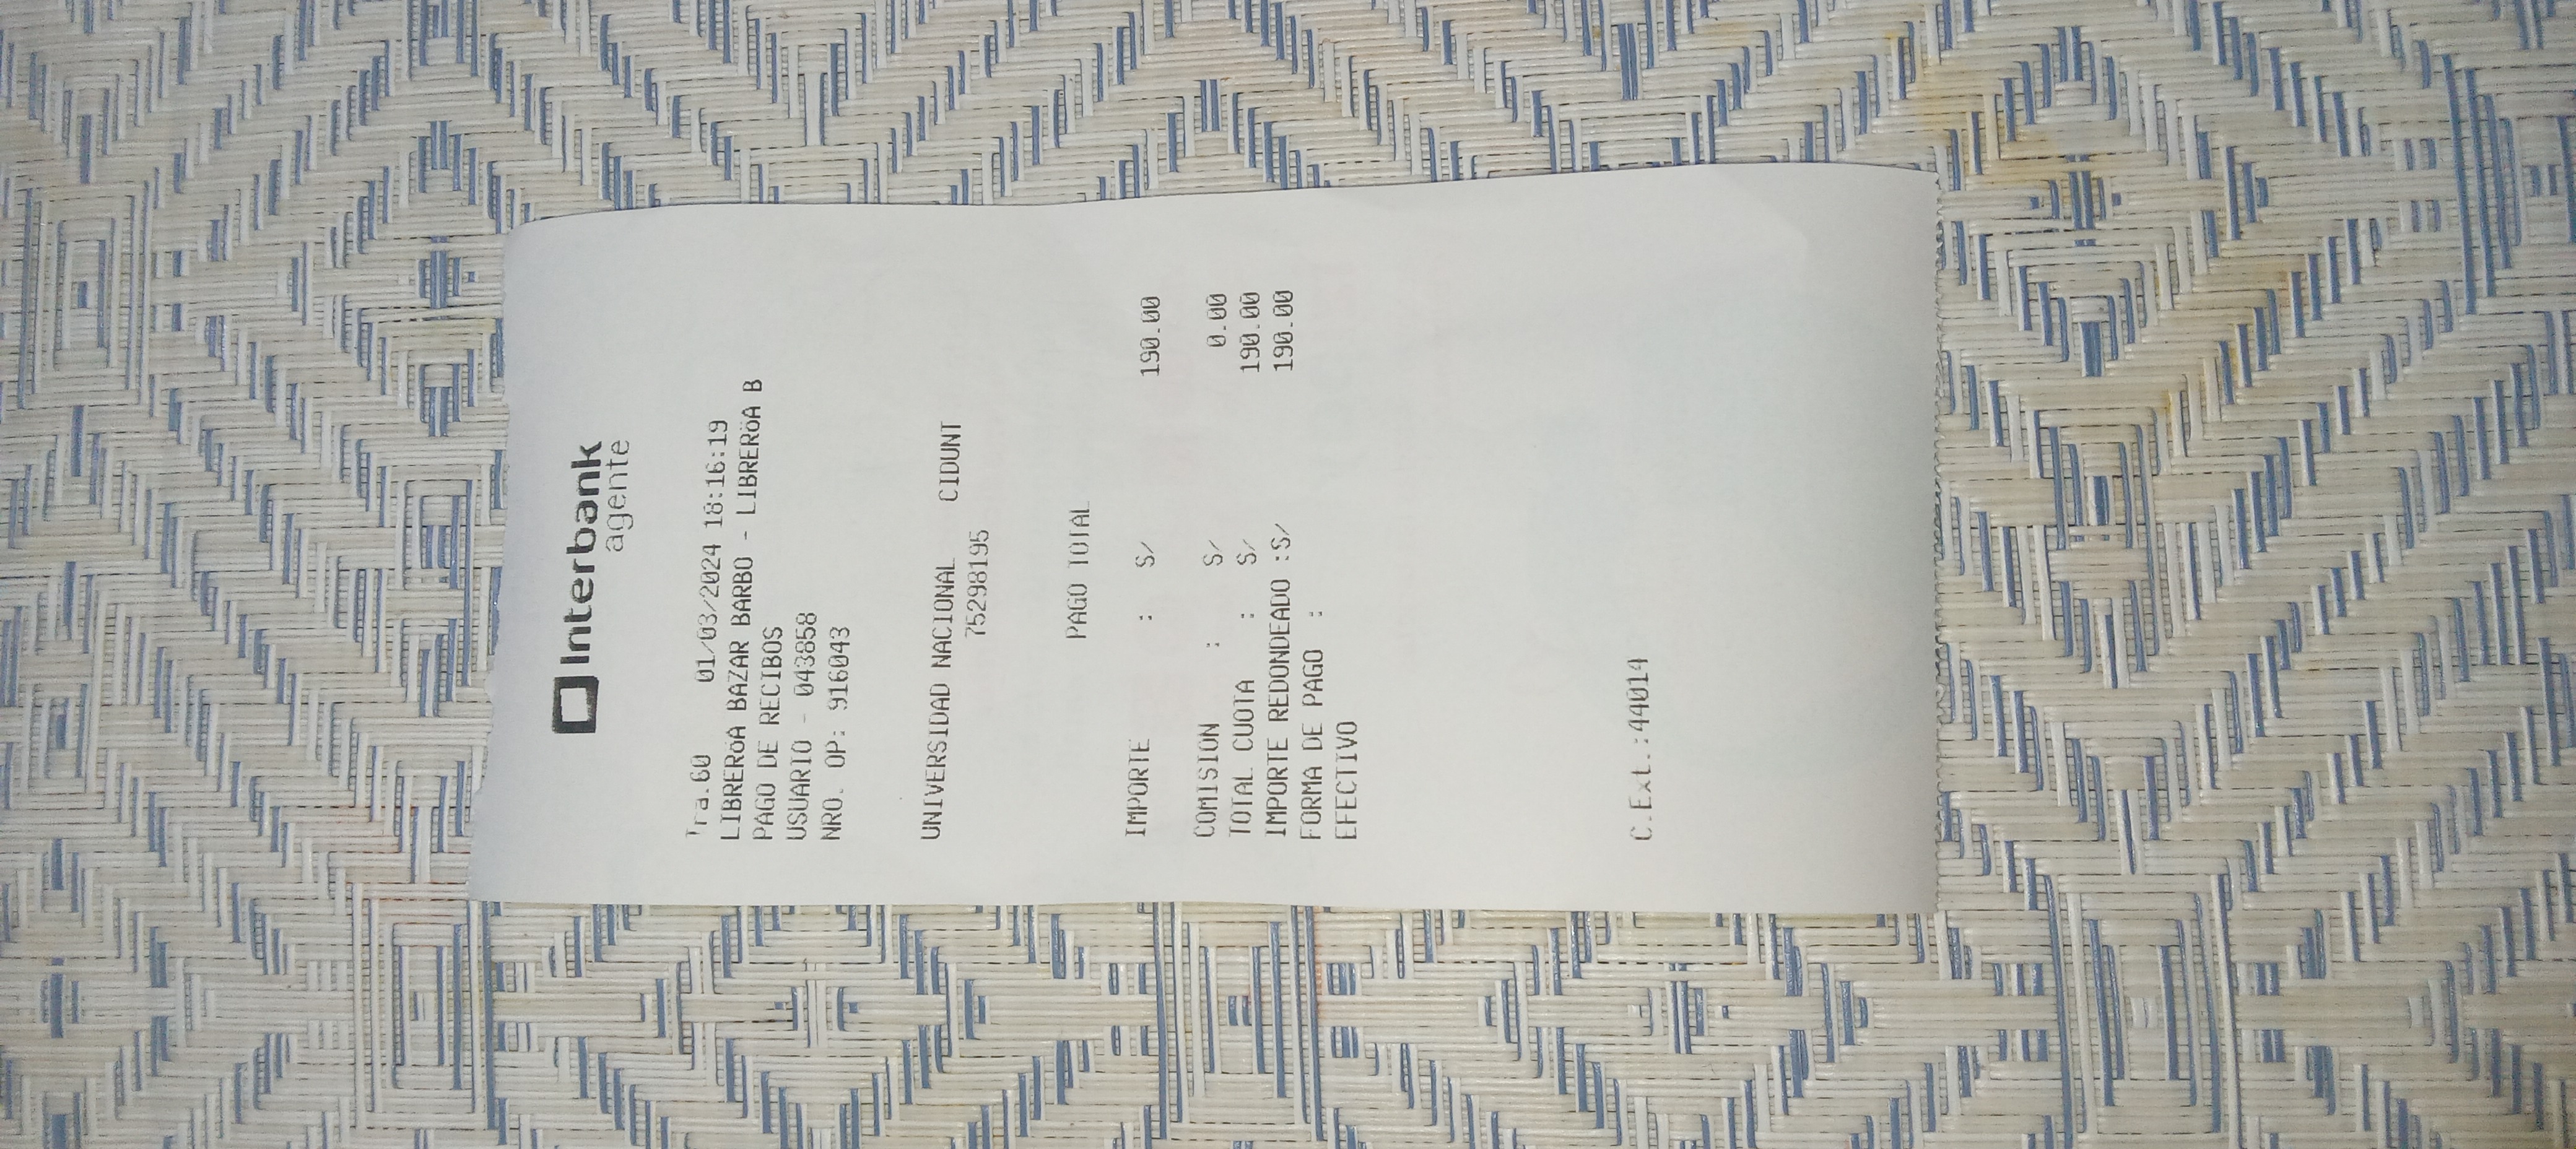 Interbank
agente
Tra.60 01/03/2024 18:16:19
LIBRERöA BAZAR BARBO - LIBRERöA B
PAGO DE RECIBOS
USUARIO - 043858
NRO. OP: 916043
UNIVERSIDAD NACIONAL CIDUNT
75298195
PAGO TOTAL
IMPORTE : S/ 190.00
COMISION : S/ 0.00
TOTAL CUOTA : S/ 190.00
IMPORTE REDONDEADO :S/ 190.00
FORMA DE PAGO :
EFECTIVO
C.Ext.:44014